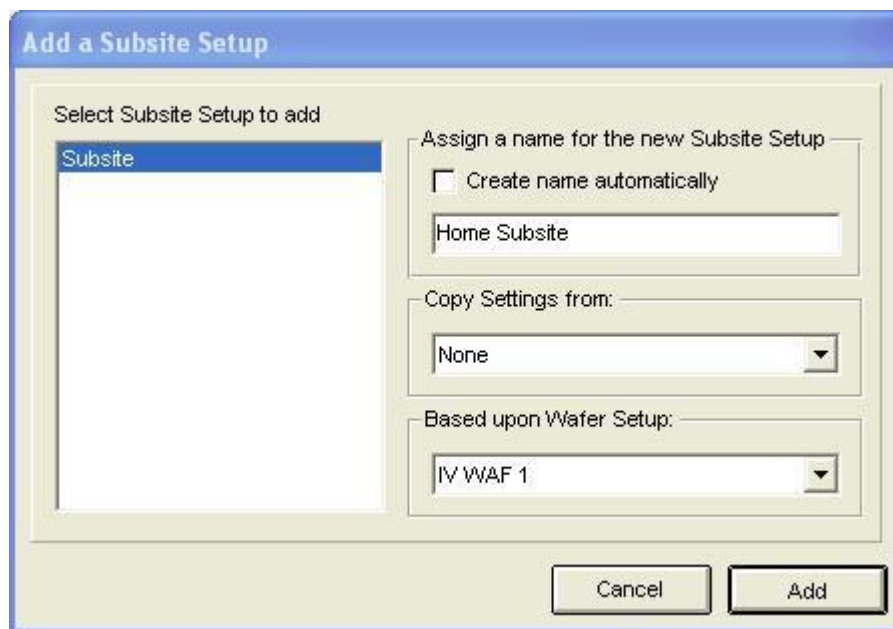 Add a Subsite Setup
Select Subsite Setup to add
Subsite
Assign a name for the new Subsite Setup
Create name automatically
Home Subsite
Copy Settings from:
None
Based upon Wafer Setup:
IV WAF 1
Cancel
Add